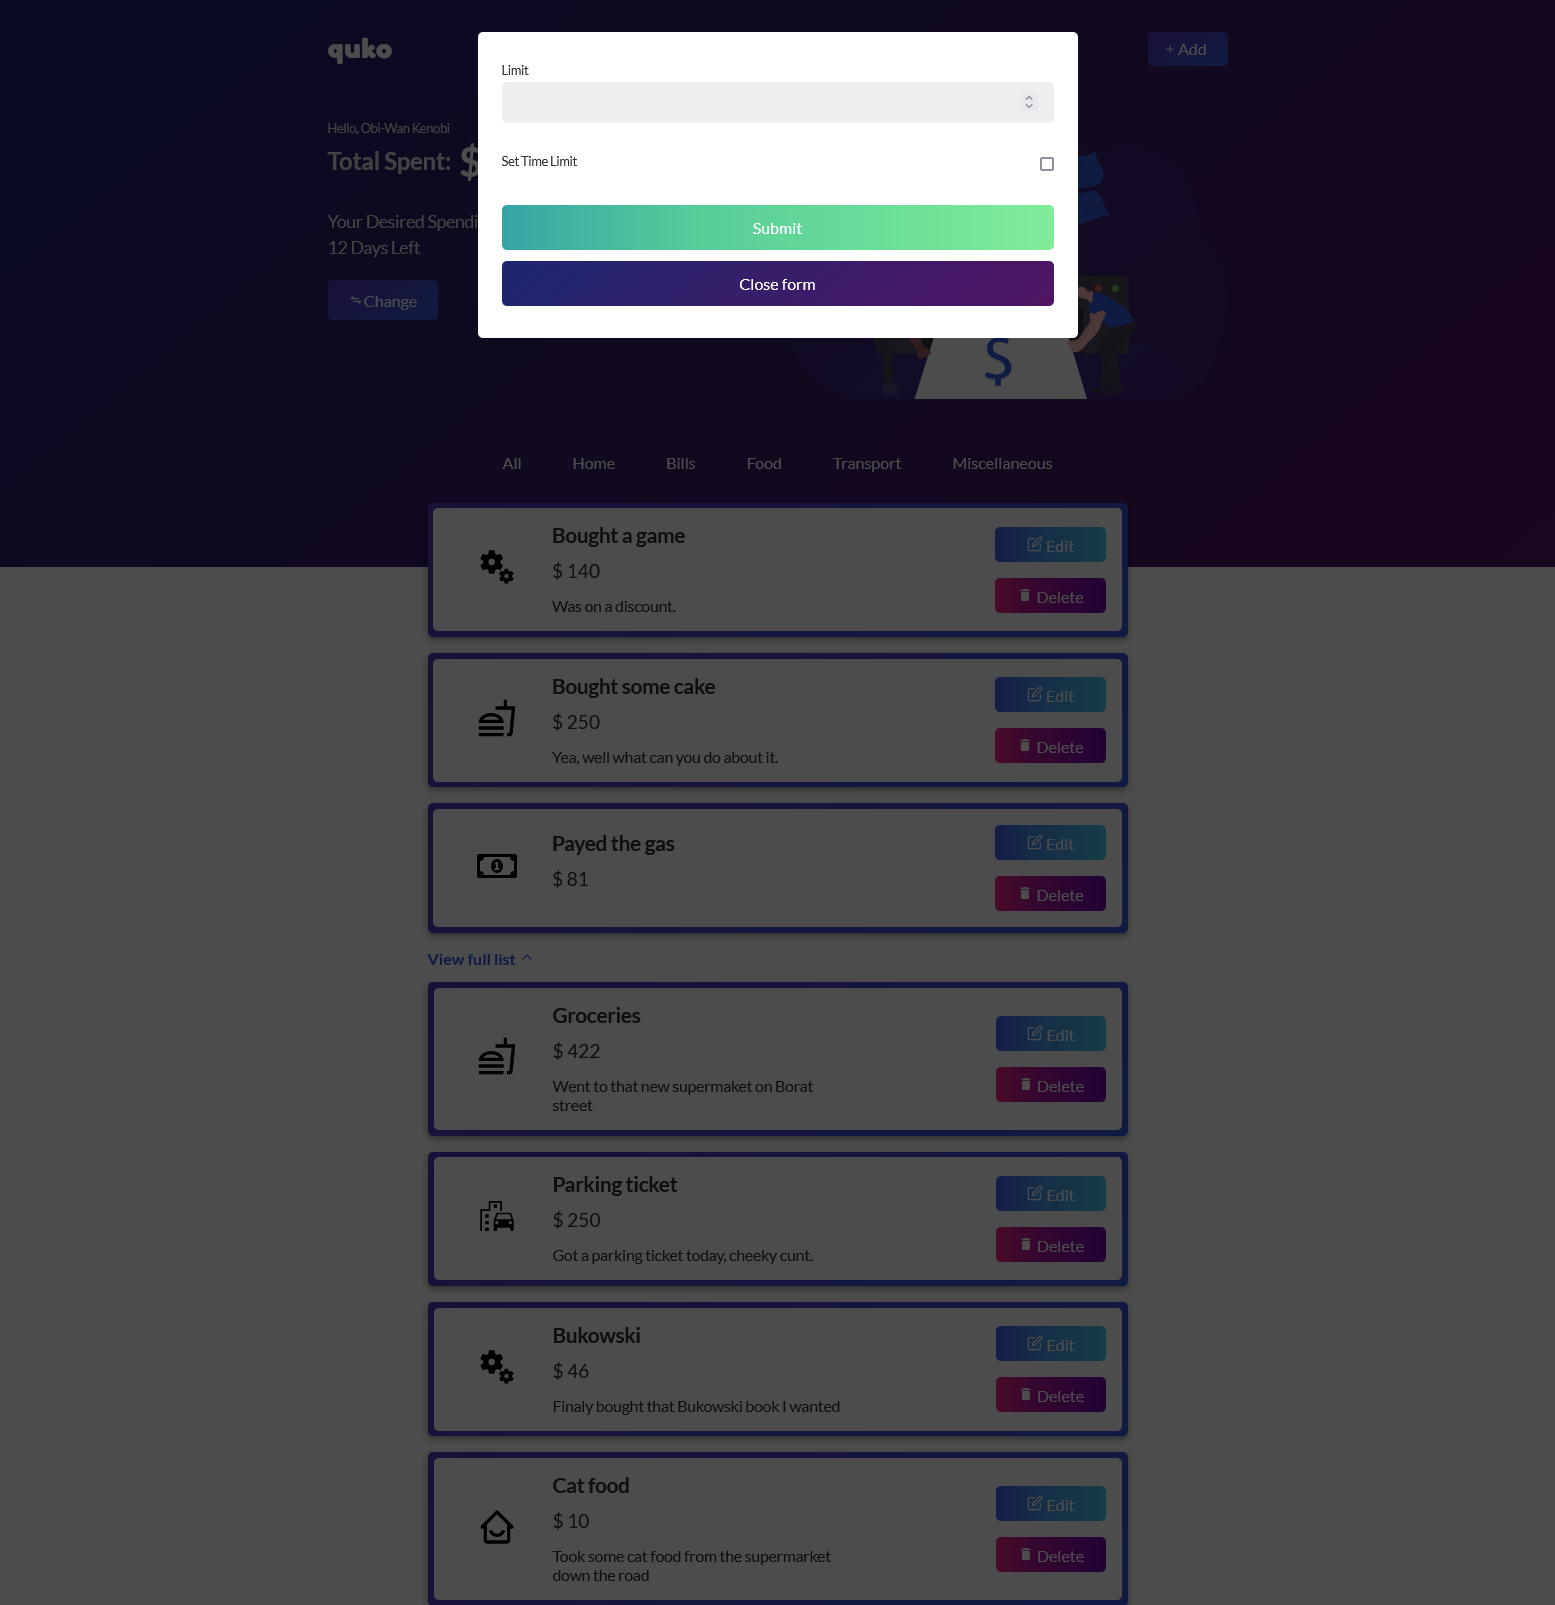 quko
+ Add
Limit
Hello, Obi-Wan Kenobi
Total Spent: $
Set Time Limit
Your Desired Spendi
12 Days Left
Submit
Close form
Change
$
All Home Bills Food Transport Miscellaneous
Bought a game
$ 140
Was on a discount.
Edit
Delete
Bought some cake
$ 250
Yea, well what can you do about it.
Edit
Delete
Payed the gas
$ 81
1
Edit
Delete
View full list
Groceries
$ 422
Went to that new supermaket on Borat
street
Edit
Delete
Parking ticket
$ 250
Got a parking ticket today, cheeky cunt.
Edit
Delete
Bukowski
$ 46
Finaly bought that Bukowski book I wanted
Edit
Delete
Cat food
$ 10
Took some cat food from the supermarket
down the road
Edit
Delete